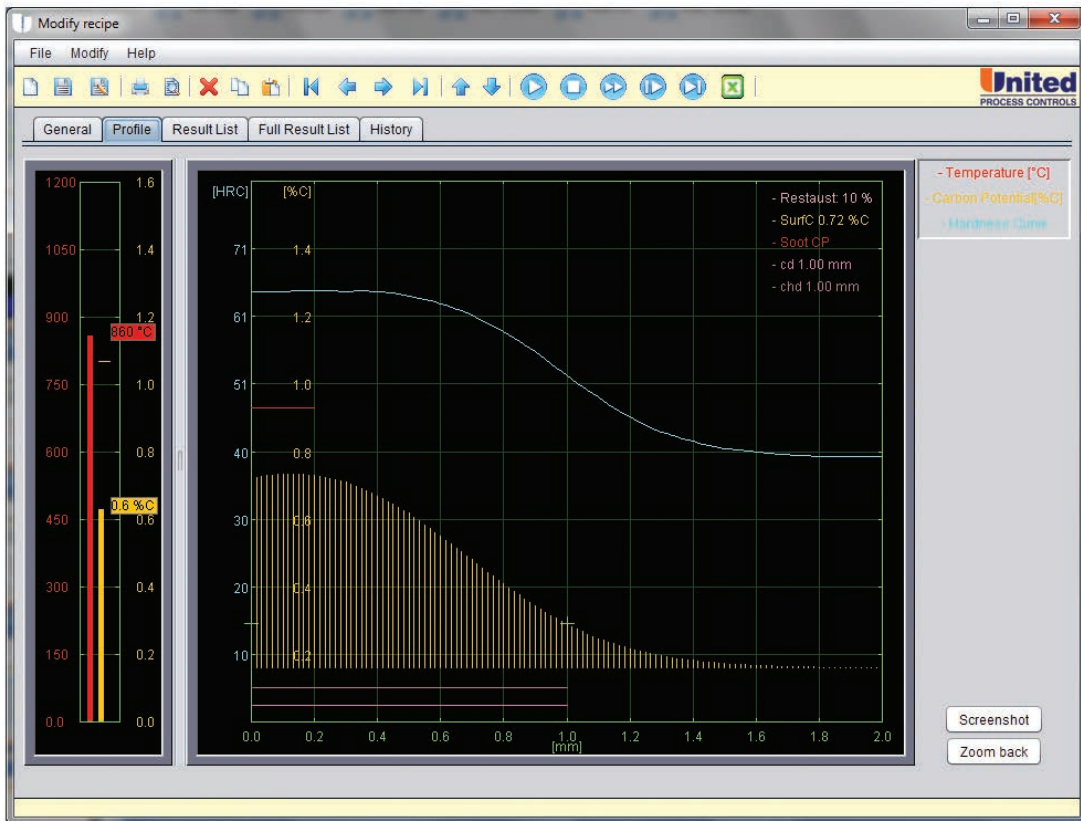 Modify recipe
File Modify Help
United
PROCESS CONTROLS
General Profile Result List Full Result List History
1200 1.6
1050 1.4
900 1.2
860 °C
750 1.0
600 0.8
0.6 %C
450 0.6
300 0.4
150 0.2
0.0 0.0
[HRC] [%C]
71 1.4
61 1.2
51 1.0
40 0.8
30 0.6
20 0.4
10 0.2
0.0 0.2 0.4 0.6 0.8 1.0 1.2 1.4 1.6 1.8 2.0
[mm]
- Restaust: 10 %
- SurfC 0.72 %C
- Soot CP
- cd 1.00 mm
- chd 1.00 mm
- Temperature [°C]
- Carbon Potential[%C]
- Hardness Curve
Screenshot
Zoom back